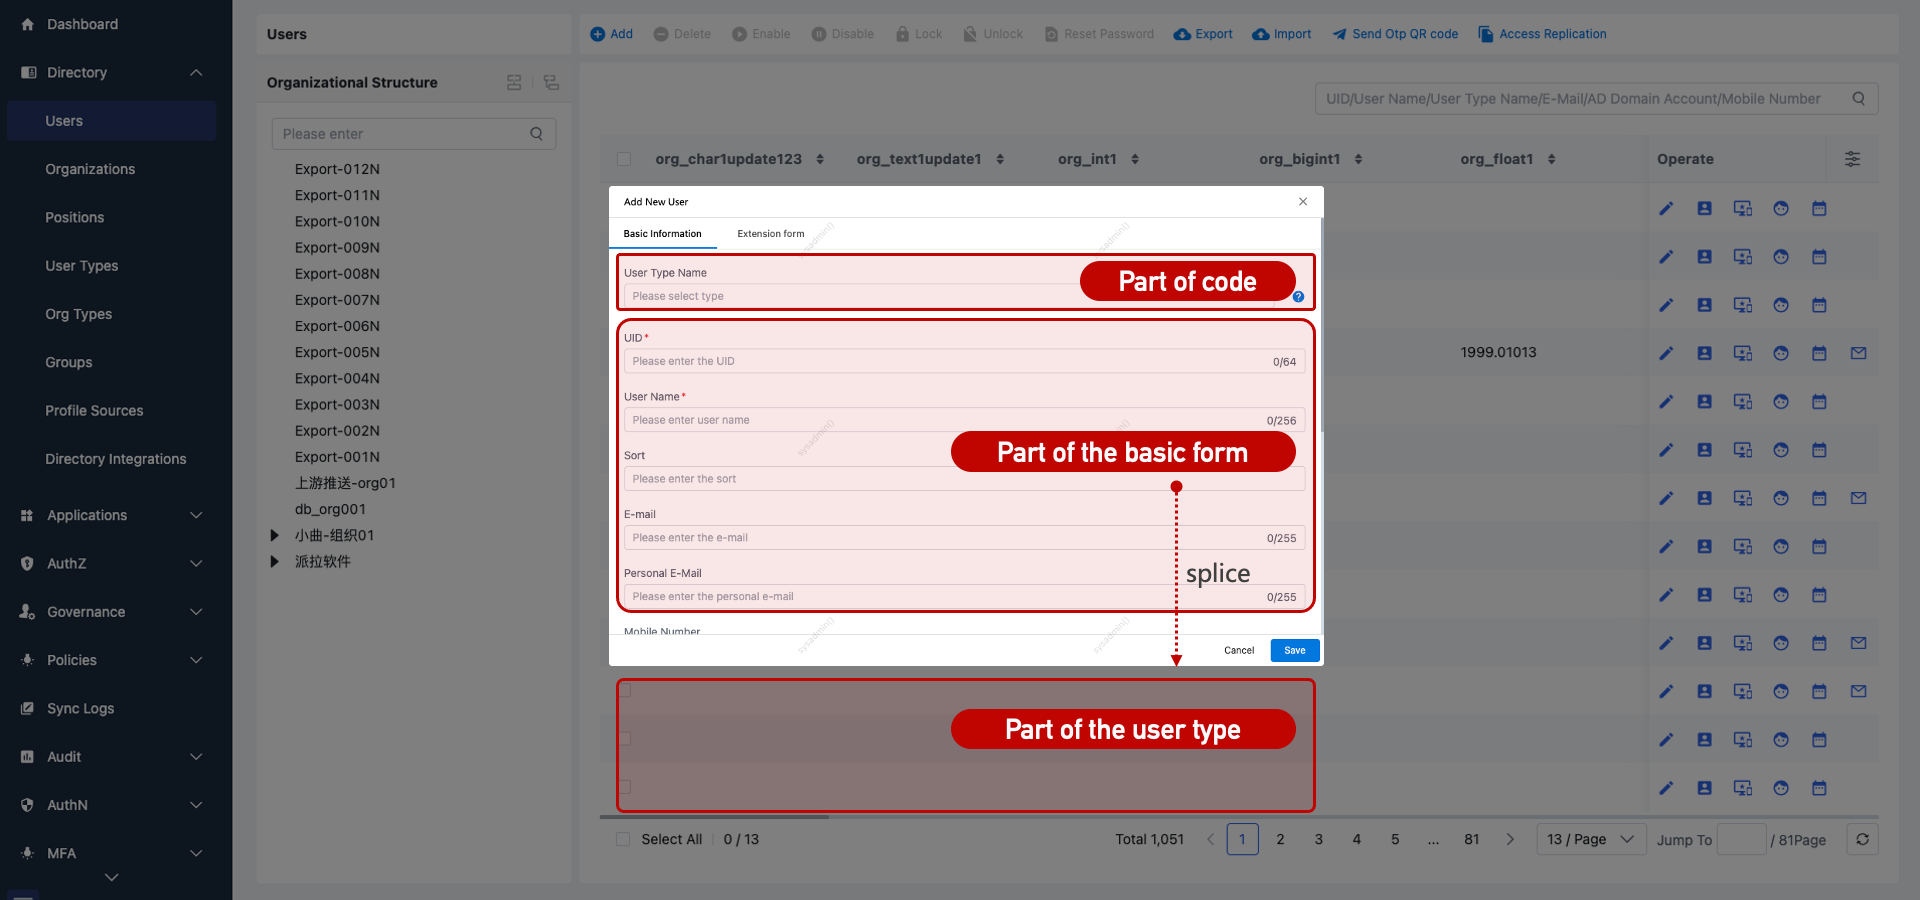 Dashboard
Directory
Users
Organizations
Positions
User Types
Org Types
Groups
Profile Sources
Directory Integrations
Applications
AuthZ
Governance
Policies
Sync Logs
Audit
AuthN
MFA
Users
Organizational Structure
Please enter
Export-012N
Export-011N
Export-010N
Export-009N
Export-008N
Export-007N
Export-006N
Export-005N
Export-004N
Export-003N
Export-002N
Export-001N
上游推送-org01
db_org001
小曲-组织01
派拉软件
Add Delete Enable Disable Lock Unlock Reset Password Export Import Send Otp QR code Access Replication
UID/User Name/User Type Name/E-Mail/AD Domain Account/Mobile Number
org_char1update123 org_text1update1 org_int1 org_bigint1 org_float1 Operate
1999.01013
Add New User
Basic Information Extension form
sysadmin() sysadmin()
User Type Name
Part of code
Please select type
UID*
Please enter the UID 0/64
User Name*
Please enter user name 0/256
sysadmin() sysadmin()
Part of the basic form
Sort
Please enter the sort
E-mail
Please enter the e-mail 0/255
splice
Personal E-Mail
Please enter the personal e-mail 0/255
Mobile Number
sysadmin() sysadmin()
Cancel Save
Part of the user type
Select All 0 / 13 Total 1,051 1 2 3 4 5 ... 81 13 / Page Jump To / 81Page